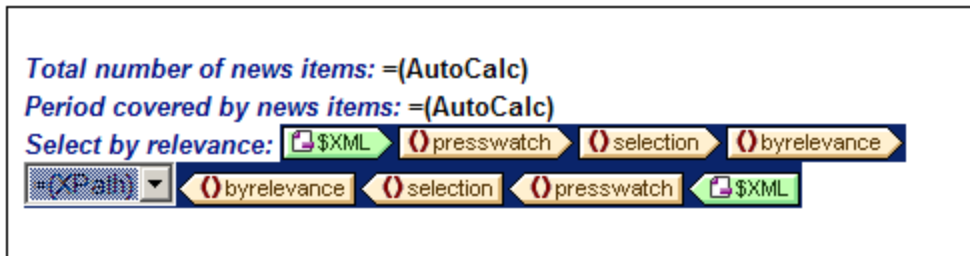 Total number of news items: =(AutoCalc)
Period covered by news items: =(AutoCalc)
Select by relevance: $XML ()presswatch ()selection ()byrelevance
=(XPath) ()byrelevance ()selection ()presswatch $XML